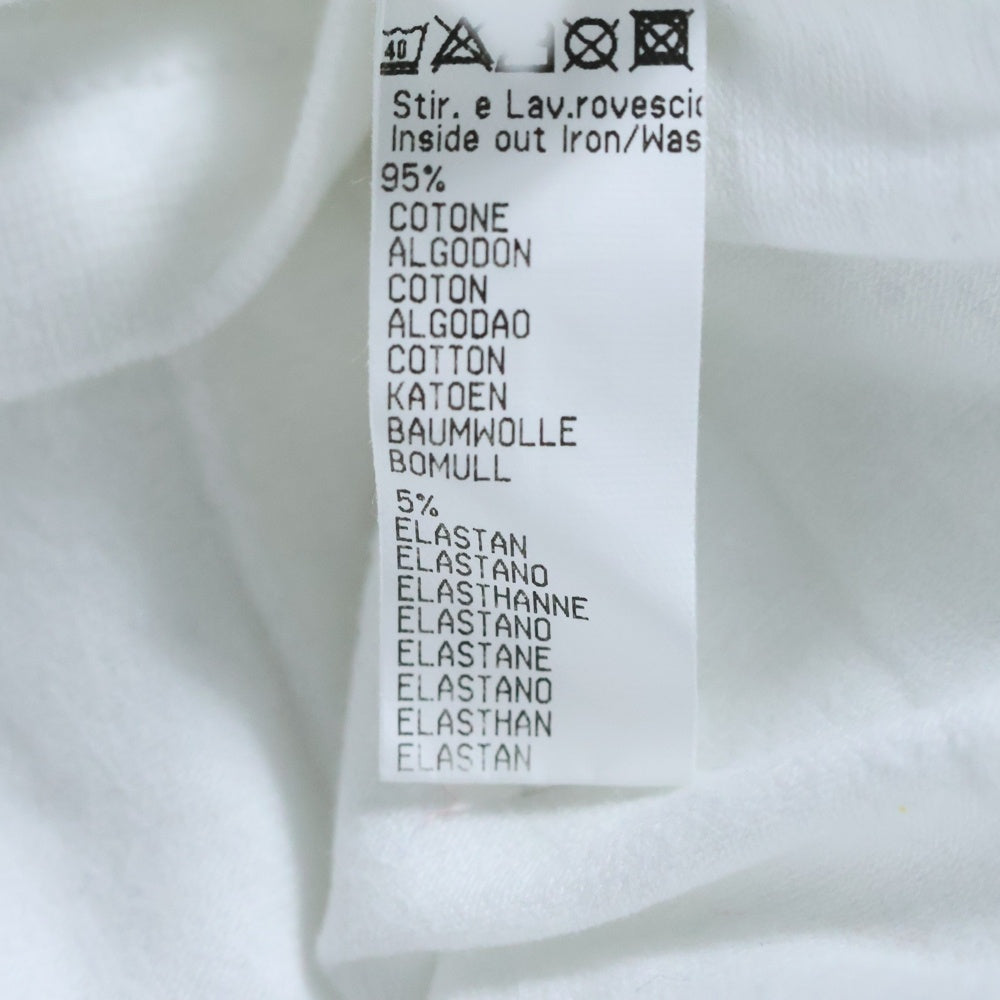 40
Stir. e Lav.rovescio
Inside out Iron/Was
95%
COTONE
ALGODON
COTON
ALGODAO
COTTON
KATOEN
BAUMWOLLE
BOMULL
5%
ELASTAN
ELASTANO
ELASTHANNE
ELASTANO
ELASTANE
ELASTANO
ELASTHAN
ELASTAN